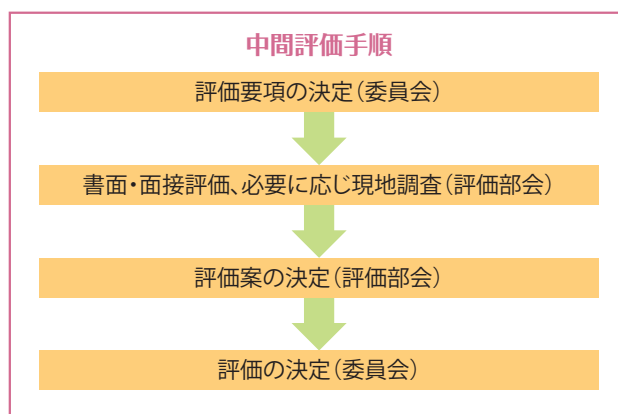 中間評価手順
評価要項の決定(委員会)
書面・面接評価、必要に応じ現地調査(評価部会)
評価案の決定(評価部会)
評価の決定(委員会)